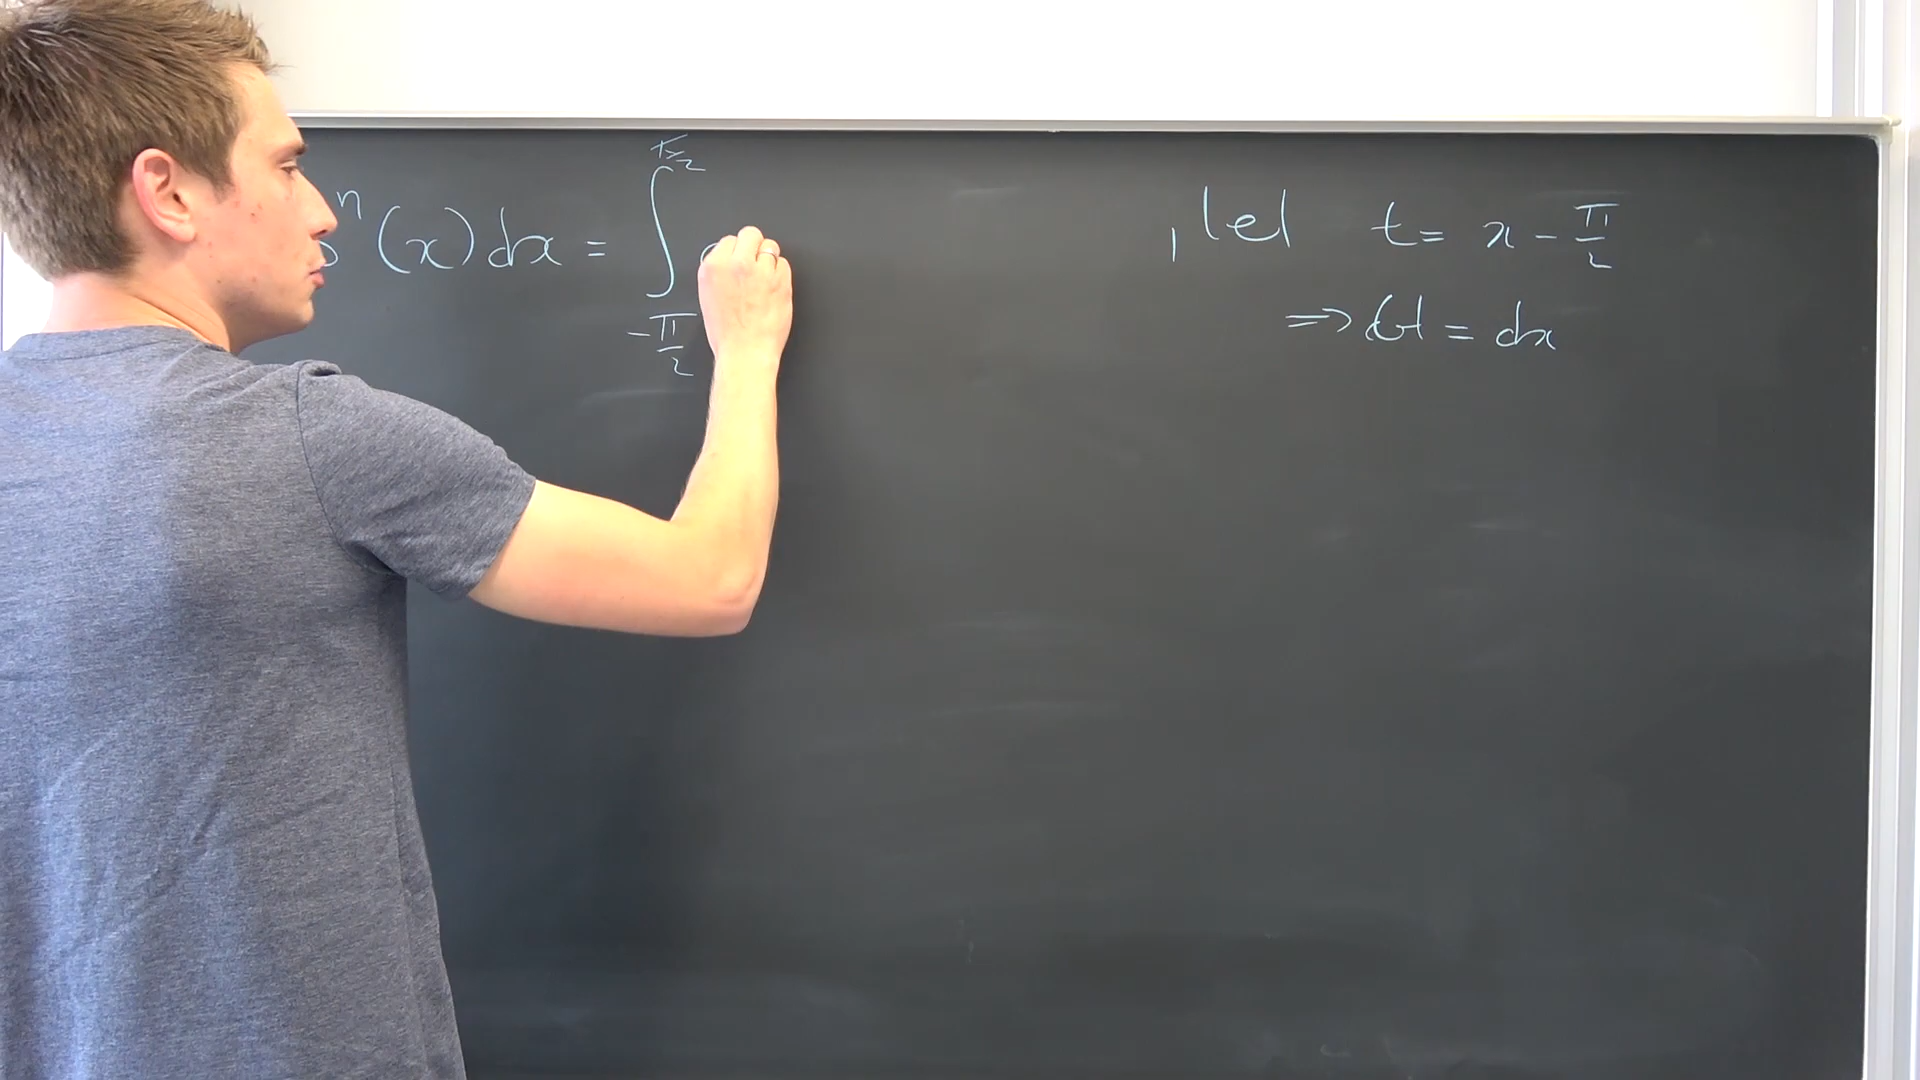 ⁿ(x)dx = ∫_{-π/2}^{π/2} , let t = x - π/2
=> dt = dx